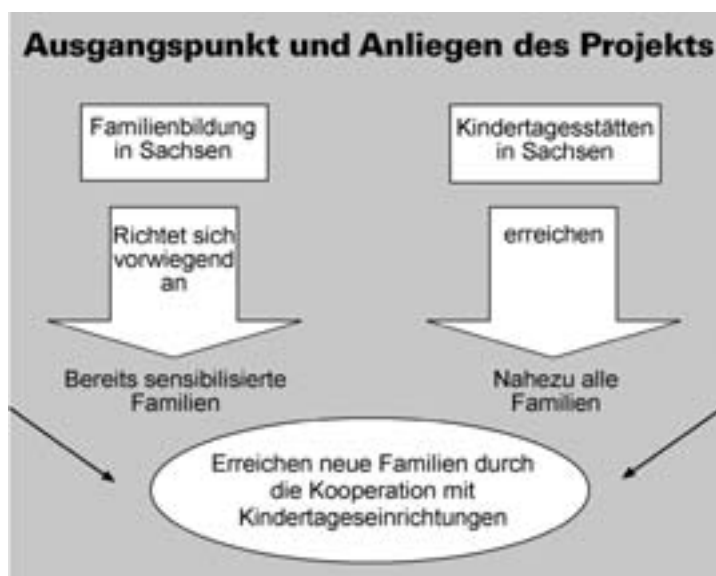 Ausgangspunkt und Anliegen des Projekts
Familienbildung
in Sachsen
Kindertagesstätten
in Sachsen
Richtet sich
vorwiegend
an
erreichen
Bereits sensibilisierte
Familien
Nahezu alle
Familien
Erreichen neue Familien durch
die Kooperation mit
Kindertageseinrichtungen